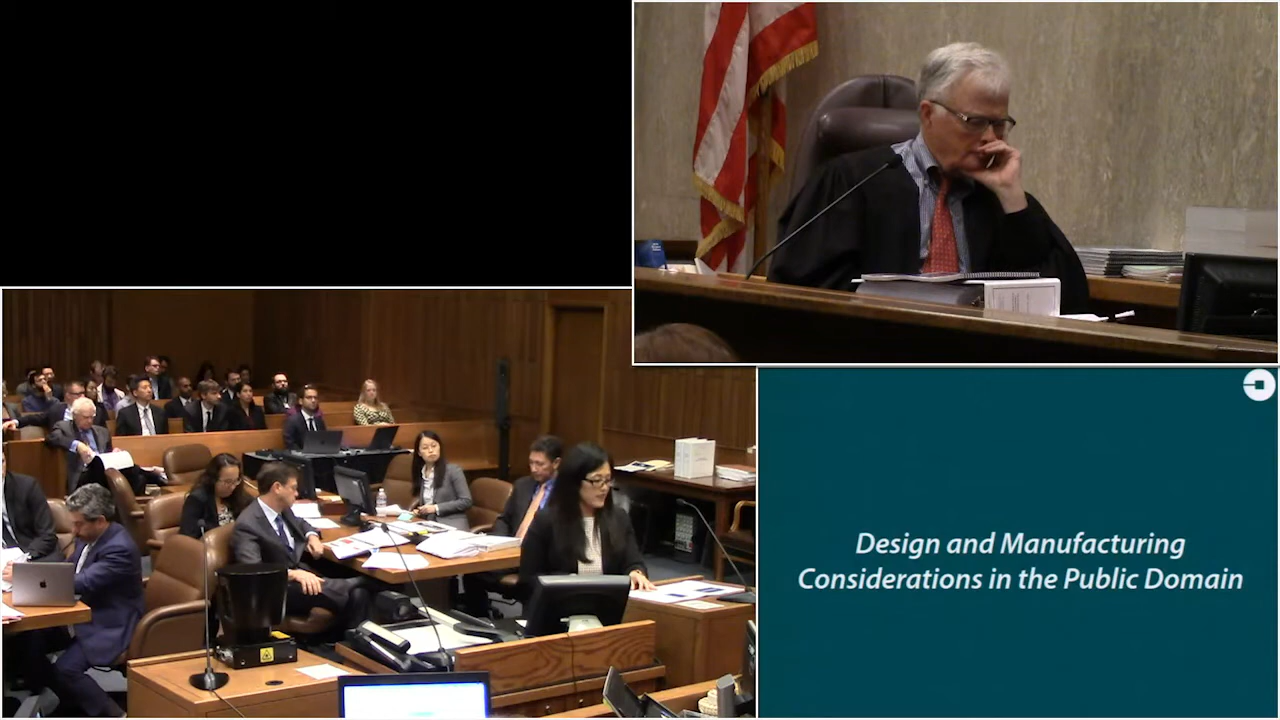 Design and Manufacturing
Considerations in the Public Domain